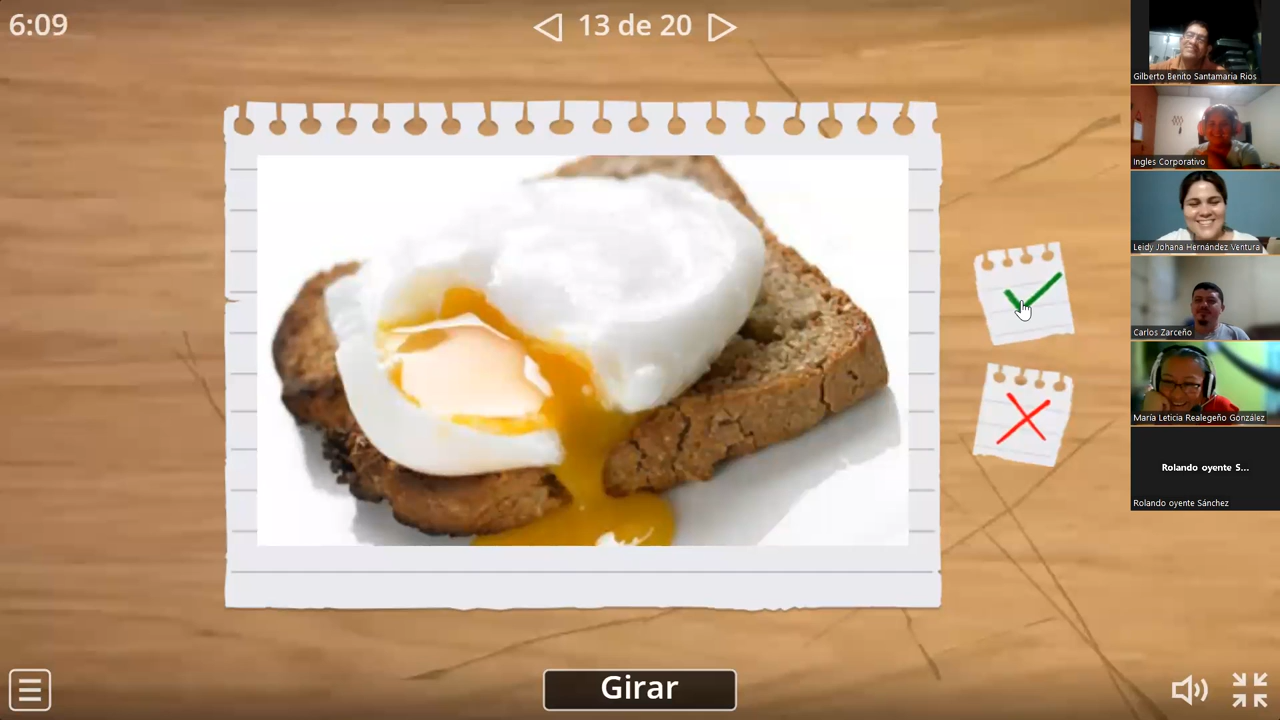 6:09
13 de 20
Gilberto Benito Santamaria Rios
Ingles Corporativo
Leidy Johana Hernández Ventura
Carlos Zarceño
María Leticia Realegeño González
Rolando oyente S...
Rolando oyente Sánchez
Girar